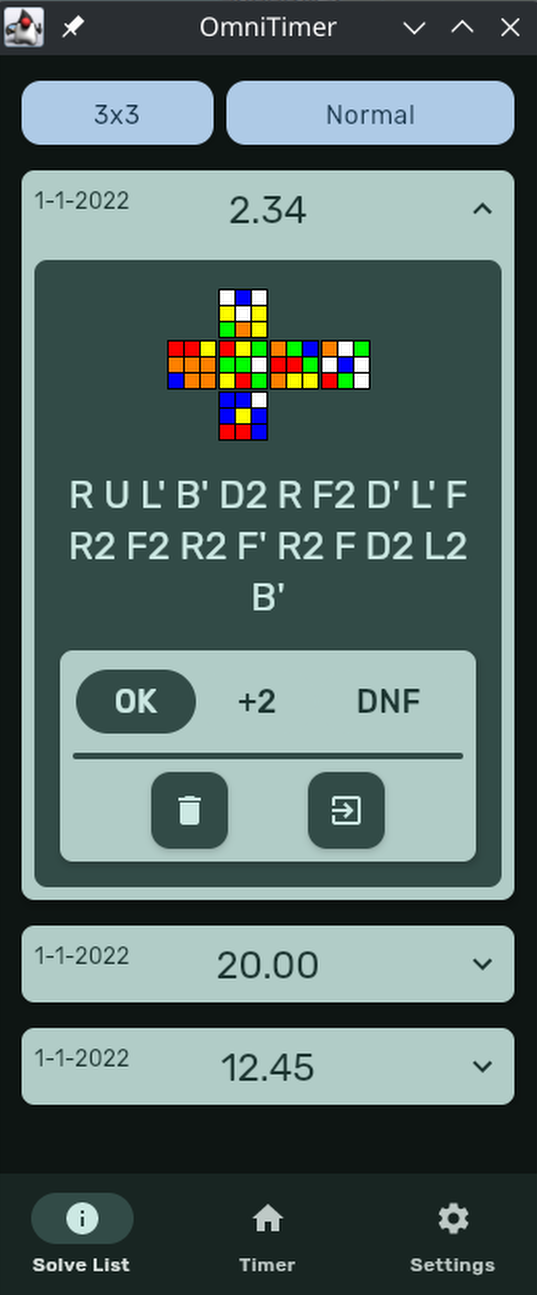 OmniTimer
3x3
Normal
1-1-2022
2.34
R U L' B' D2 R F2 D' L' F
R2 F2 R2 F' R2 F D2 L2
B'
OK
+2
DNF
1-1-2022
20.00
1-1-2022
12.45
Solve List
Timer
Settings